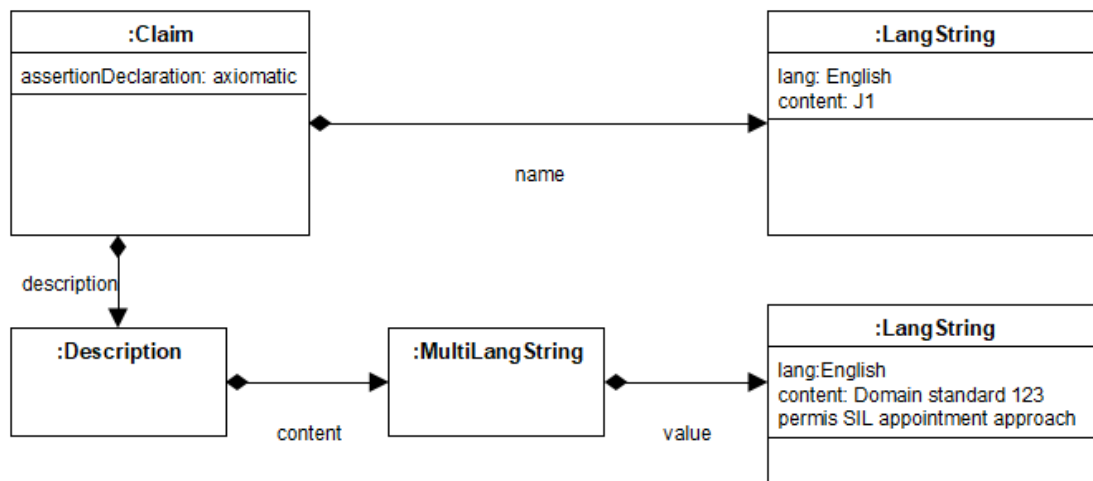 :Claim
assertionDeclaration: axiomatic
:LangString
lang: English
content: J1
name
description
:Description
:MultiLangString
:LangString
lang:English
content: Domain standard 123
permis SIL appointment approach
content
value